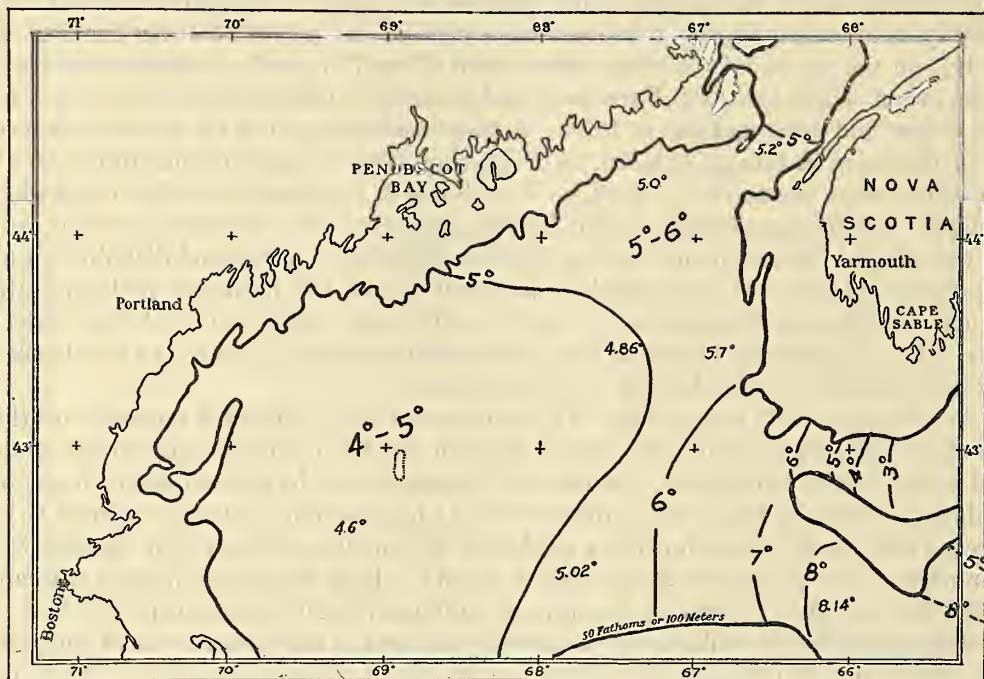 71° 70° 69° 68° 67° 66°
5.2° 5°
PENOBSCOT
BAY
5.0°
NOVA
SCOTIA
44° 5°-6° 44°
Yarmouth
5°
Portland
CAPE
SABLE
4.86° 5.7°
4°-5°
43° 43°
6° 5° 4° 3°
6°
4.6°
7°
5.02° 8° 5°
8.14° 8°
Boston
50 Fathoms or 100 Meters
71° 70° 69° 68° 67° 66°